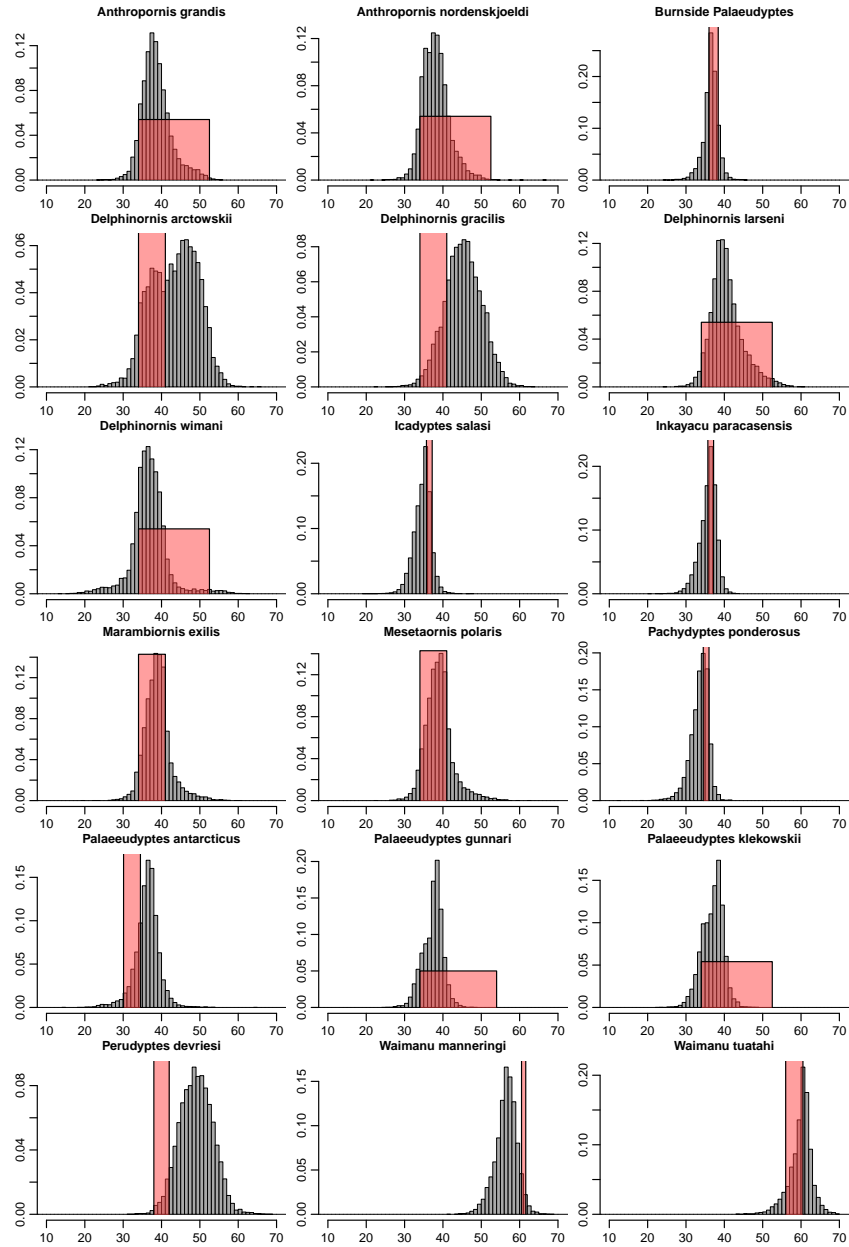 Anthropornis grandis
0.00 0.04 0.08 0.12
10 20 30 40 50 60 70
Anthropornis nordenskjoeldi
0.00 0.04 0.08 0.12
10 20 30 40 50 60 70
Burnside Palaeudyptes
0.00 0.10 0.20
10 20 30 40 50 60 70
Delphinornis arctowskii
0.00 0.02 0.04 0.06
10 20 30 40 50 60 70
Delphinornis gracilis
0.00 0.02 0.04 0.06 0.08
10 20 30 40 50 60 70
Delphinornis larseni
0.00 0.04 0.08 0.12
10 20 30 40 50 60 70
Delphinornis wimani
0.00 0.04 0.08 0.12
10 20 30 40 50 60 70
Icadyptes salasi
0.00 0.10 0.20
10 20 30 40 50 60 70
Inkayacu paracasensis
0.00 0.10 0.20
10 20 30 40 50 60 70
Marambiornis exilis
0.00 0.04 0.08 0.12
10 20 30 40 50 60 70
Mesetaornis polaris
0.00 0.04 0.08 0.12
10 20 30 40 50 60 70
Pachydyptes ponderosus
0.00 0.05 0.10 0.15 0.20
10 20 30 40 50 60 70
Palaeeudyptes antarcticus
0.00 0.05 0.10 0.15
10 20 30 40 50 60 70
Palaeeudyptes gunnari
0.00 0.05 0.10 0.15 0.20
10 20 30 40 50 60 70
Palaeeudyptes klekowskii
0.00 0.05 0.10 0.15
10 20 30 40 50 60 70
Perudyptes devriesi
0.00 0.04 0.08
10 20 30 40 50 60 70
Waimanu manneringi
0.00 0.05 0.10 0.15
10 20 30 40 50 60 70
Waimanu tuatahi
0.00 0.10 0.20
10 20 30 40 50 60 70